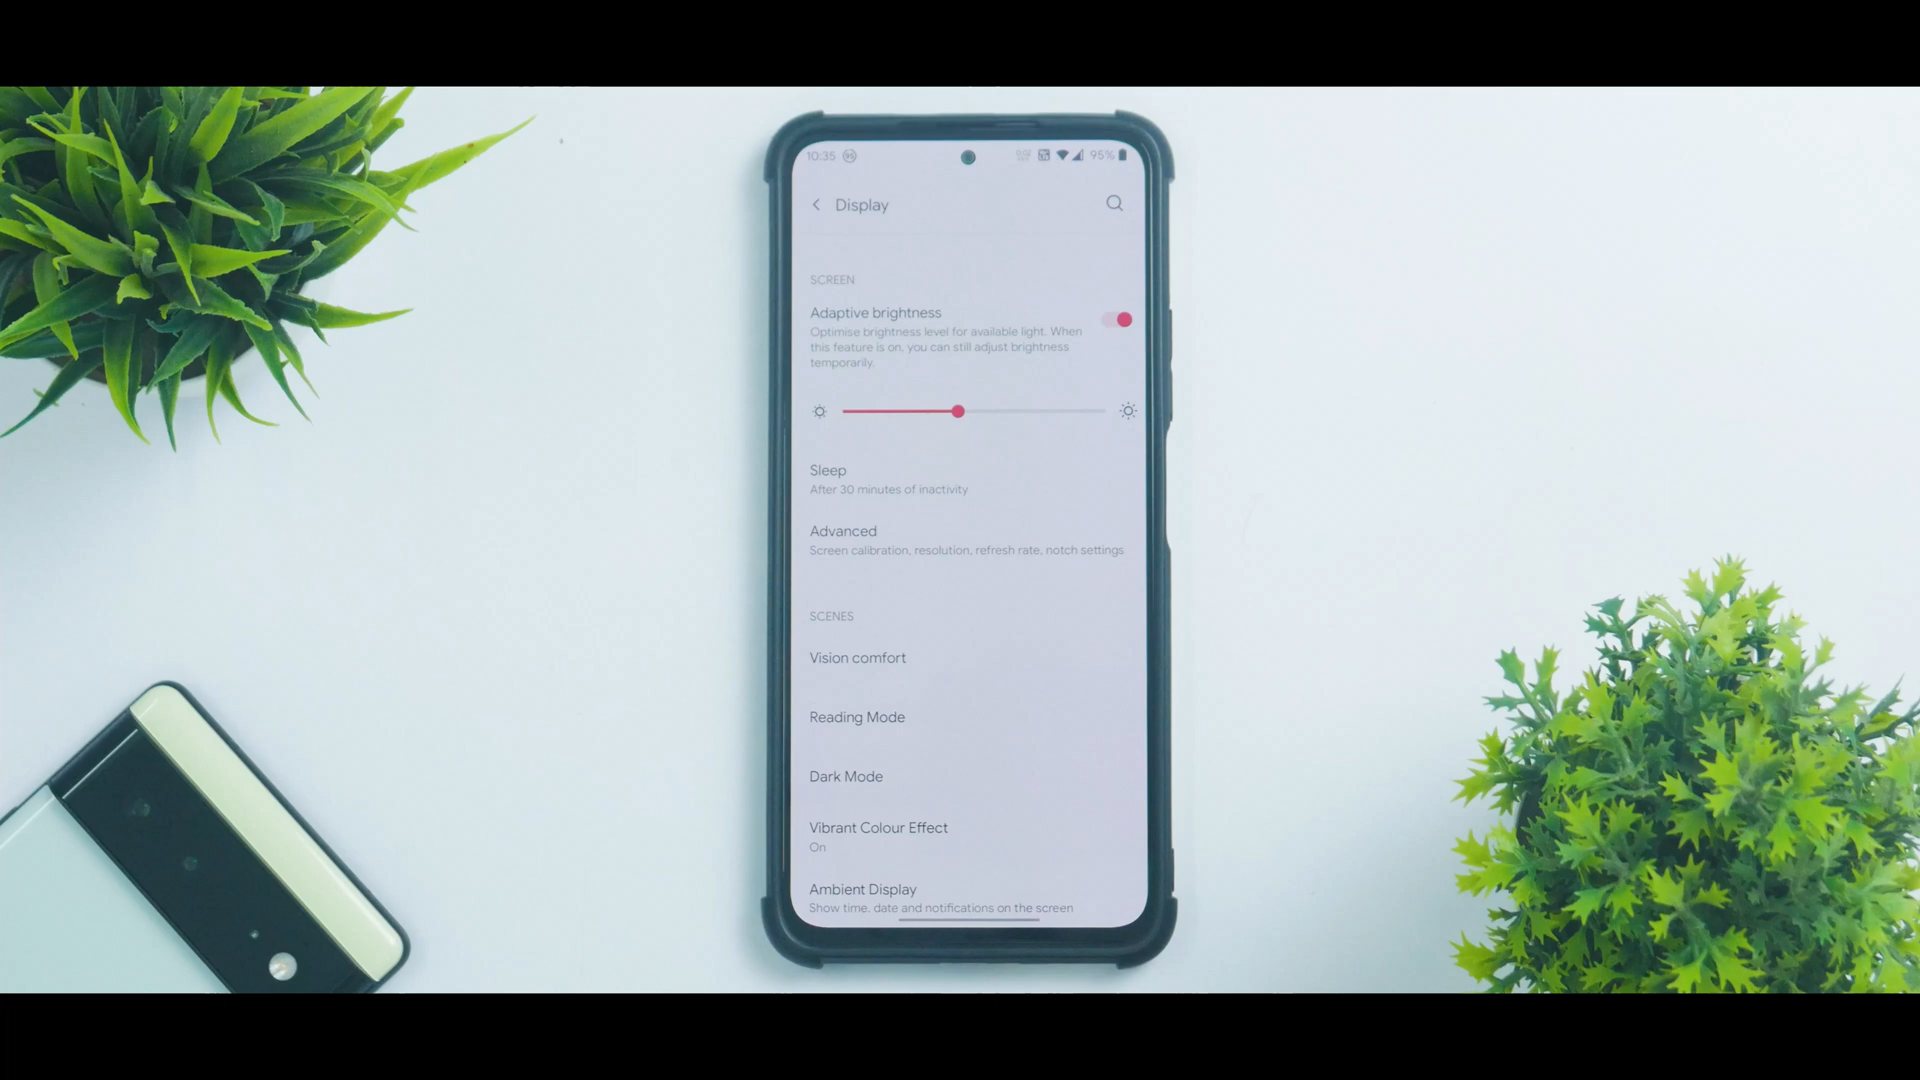 10:35
95%
Display
SCREEN
Adaptive brightness
Optimise brightness level for available light. When
this feature is on, you can still adjust brightness
temporarily.
Sleep
After 30 minutes of inactivity
Advanced
Screen calibration, resolution, refresh rate, notch settings
SCENES
Vision comfort
Reading Mode
Dark Mode
Vibrant Colour Effect
On
Ambient Display
Show time, date and notifications on the screen